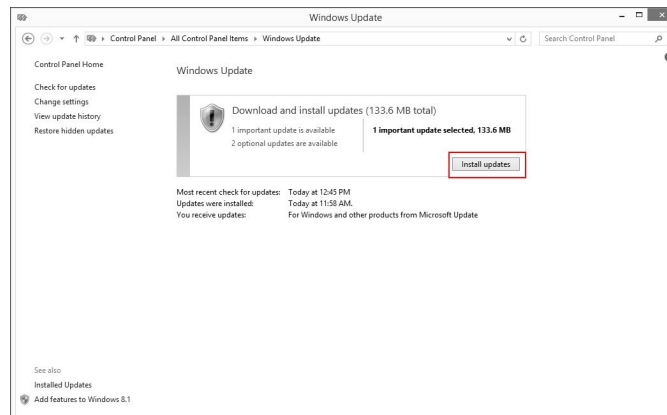 Windows Update
Control Panel ▸ All Control Panel Items ▸ Windows Update
Search Control Panel
Control Panel Home
Check for updates
Change settings
View update history
Restore hidden updates
Windows Update
Download and install updates (133.6 MB total)
1 important update is available
2 optional updates are available
1 important update selected, 133.6 MB
Install updates
Most recent check for updates: Today at 12:45 PM
Updates were installed: Today at 11:58 AM.
You receive updates: For Windows and other products from Microsoft Update
See also
Installed Updates
Add features to Windows 8.1